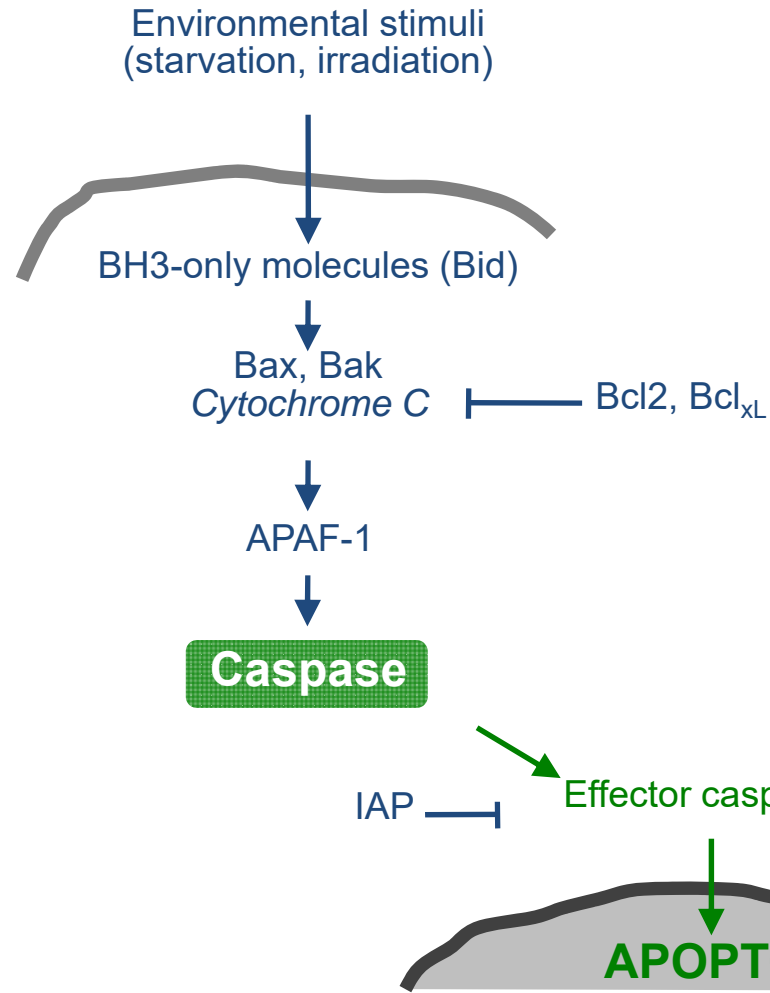 Environmental stimuli
(starvation, irradiation)
BH3-only molecules (Bid)
Bax, Bak
Cytochrome C
Bcl2, BclxL
APAF-1
Caspase
Effector casp
IAP
APOPT